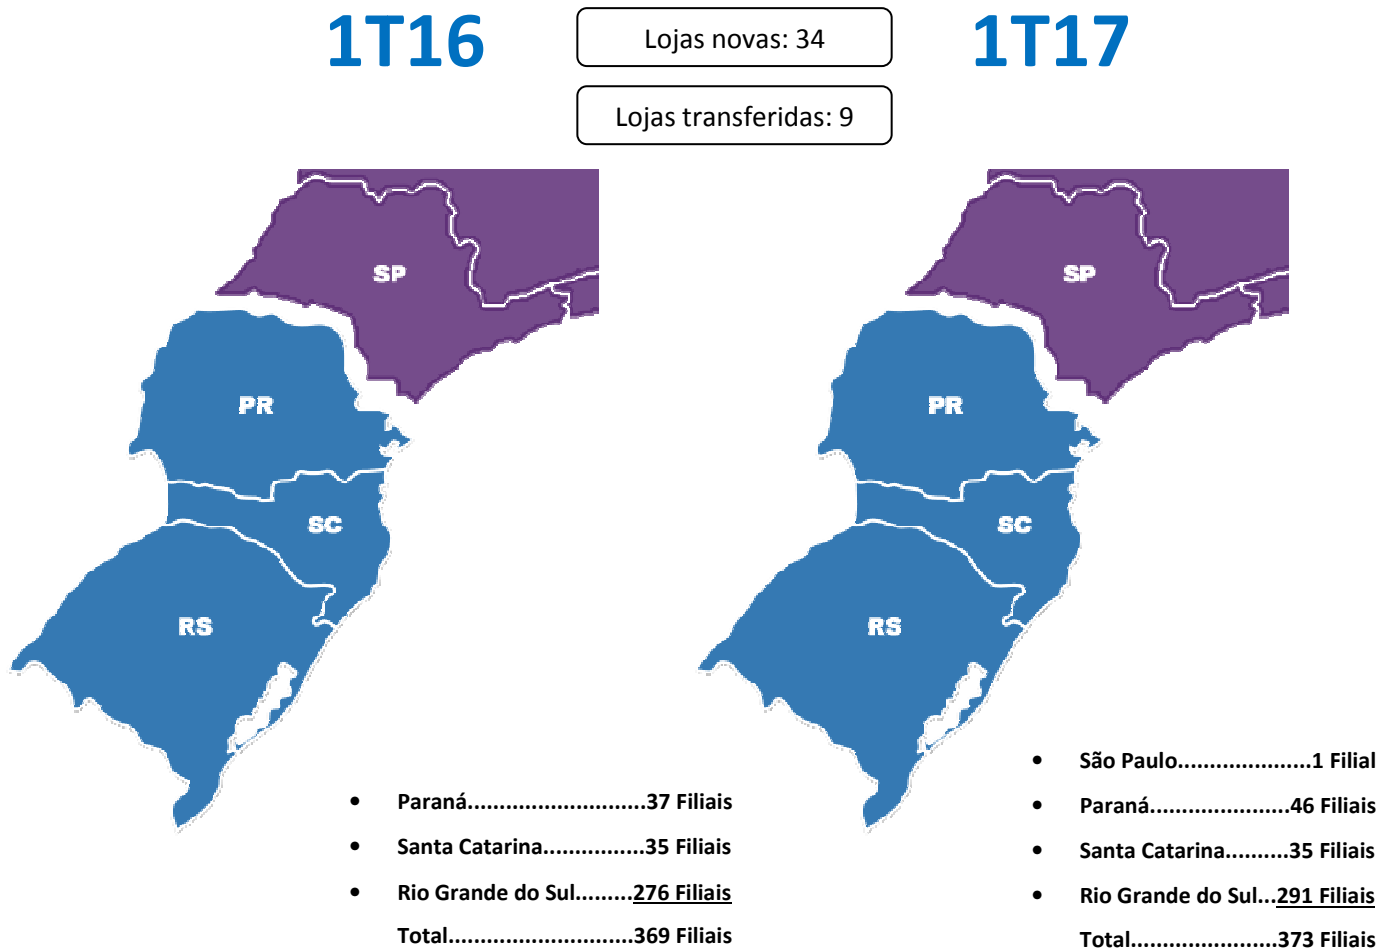 1T16
Lojas novas: 34
1T17
Lojas transferidas: 9
SP
PR
SC
RS
SP
PR
SC
RS
• Paraná............................37 Filiais
• Santa Catarina................35 Filiais
• Rio Grande do Sul.........276 Filiais
Total.............................369 Filiais
• São Paulo.....................1 Filial
• Paraná......................46 Filiais
• Santa Catarina..........35 Filiais
• Rio Grande do Sul...291 Filiais
Total.......................373 Filiais